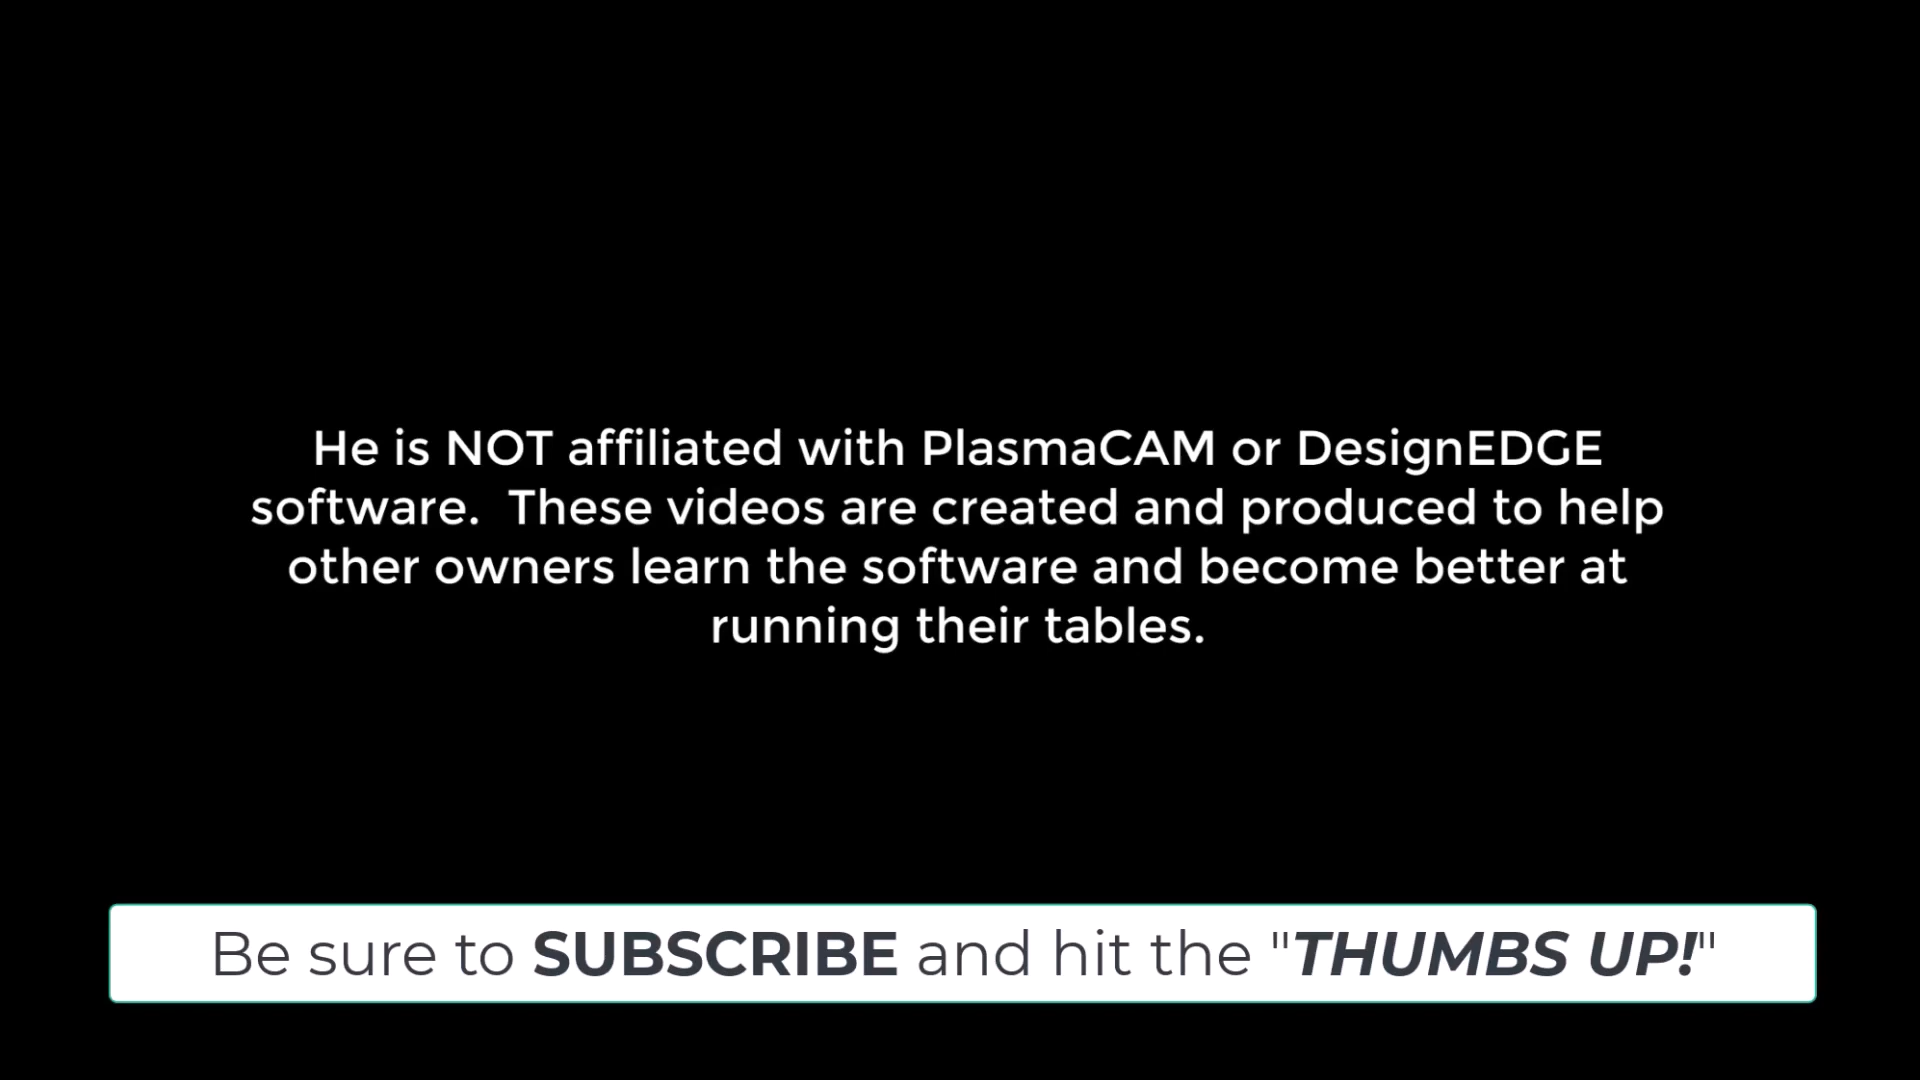 He is NOT affiliated with PlasmaCAM or DesignEDGE
software.  These videos are created and produced to help
other owners learn the software and become better at
running their tables.
Be sure to SUBSCRIBE and hit the "THUMBS UP!"